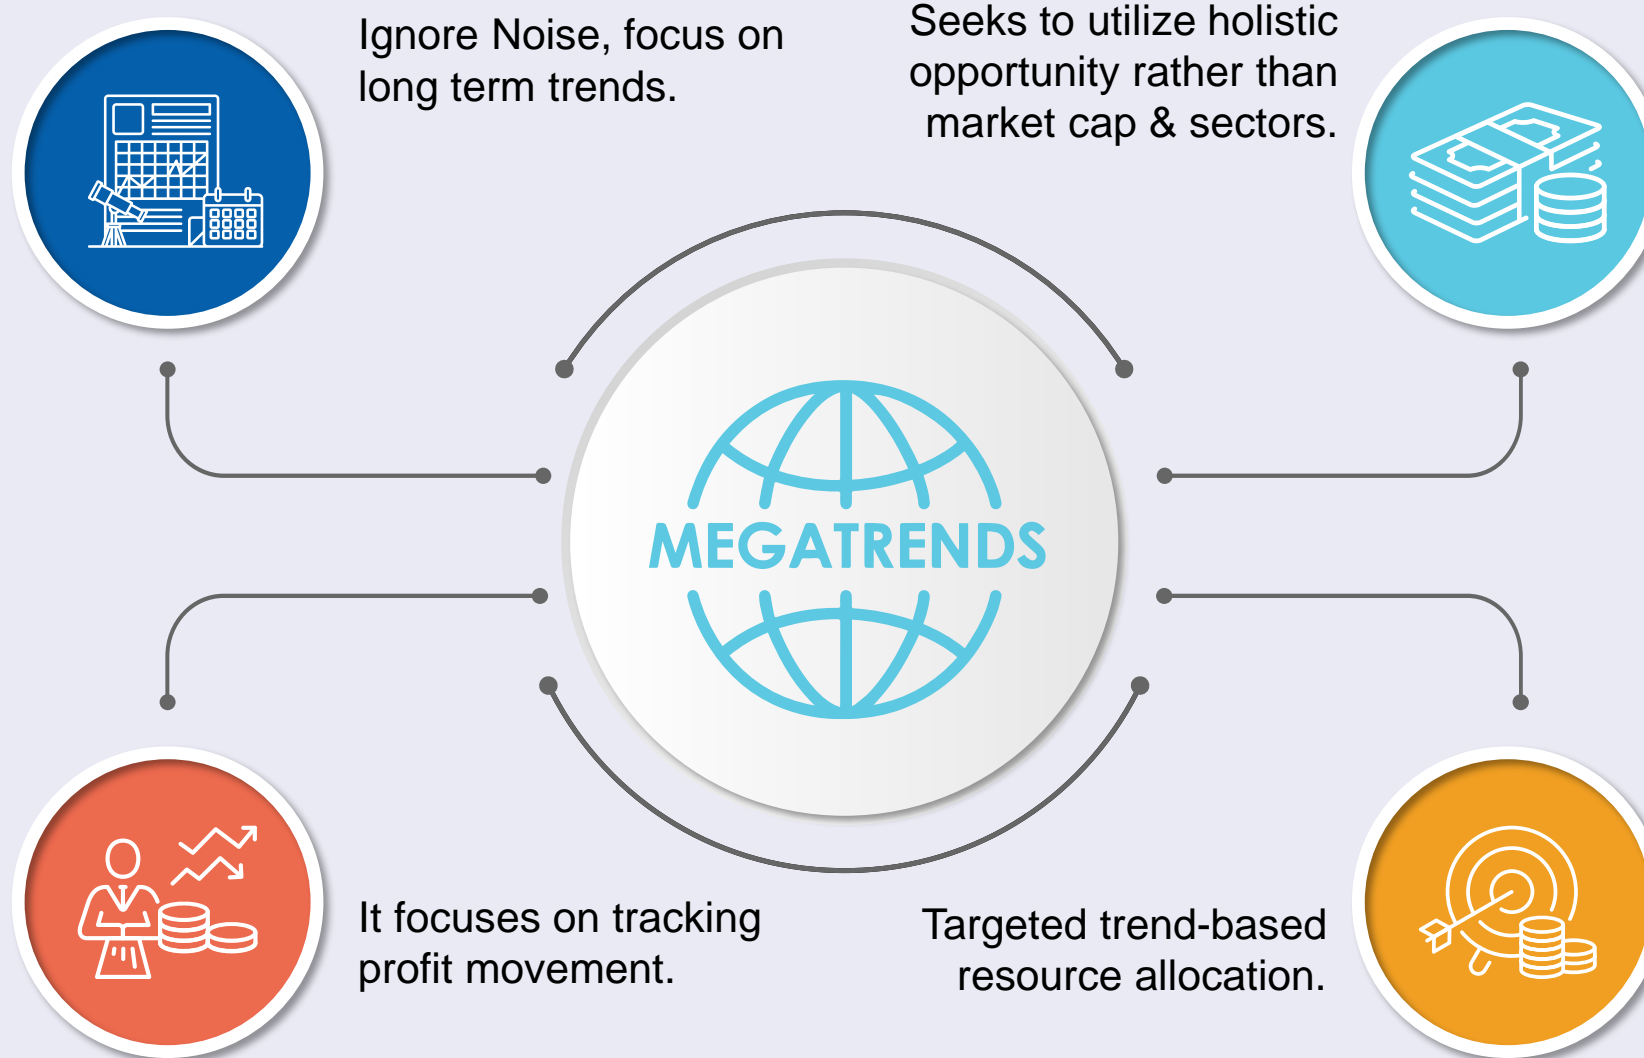 Ignore Noise, focus on
long term trends.
Seeks to utilize holistic
opportunity rather than
market cap & sectors.
MEGATRENDS
It focuses on tracking
profit movement.
Targeted trend-based
resource allocation.